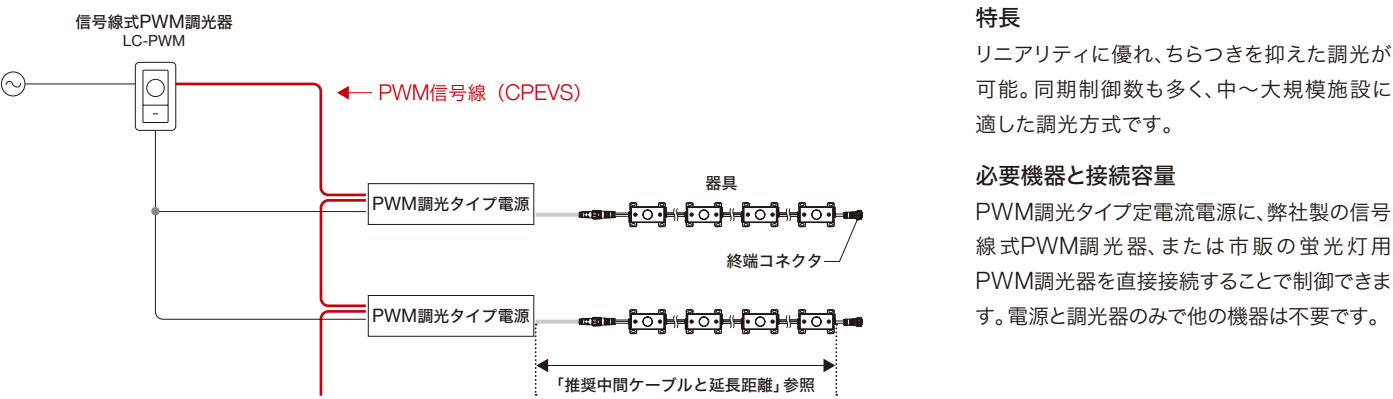 信号線式PWM調光器
LC-PWM
PWM信号線（CPEVS）
PWM調光タイプ電源
器具
終端コネクタ
PWM調光タイプ電源
「推奨中間ケーブルと延長距離」参照
特長
リニアリティに優れ、ちらつきを抑えた調光が
可能。同期制御数も多く、中～大規模施設に
適した調光方式です。
必要機器と接続容量
PWM調光タイプ定電流電源に、弊社製の信号
線式PWM調光器、または市販の蛍光灯用
PWM調光器を直接接続することで制御できま
す。電源と調光器のみで他の機器は不要です。